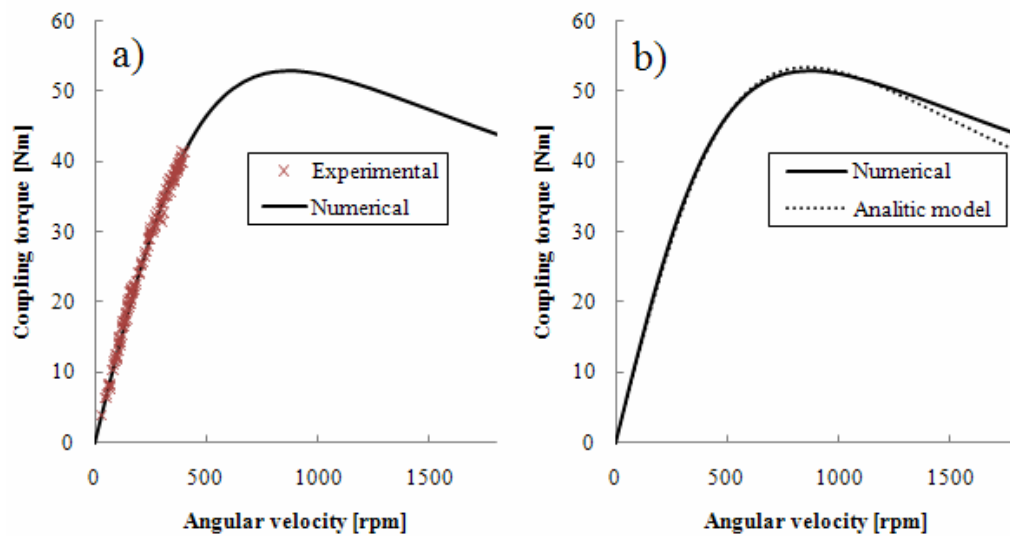 a)
60
50
40
30
20
10
0
Coupling torque [Nm]
Experimental
Numerical
0 500 1000 1500
Angular velocity [rpm]
b)
60
50
40
30
20
10
0
Coupling torque [Nm]
Numerical
Analitic model
0 500 1000 1500
Angular velocity [rpm]